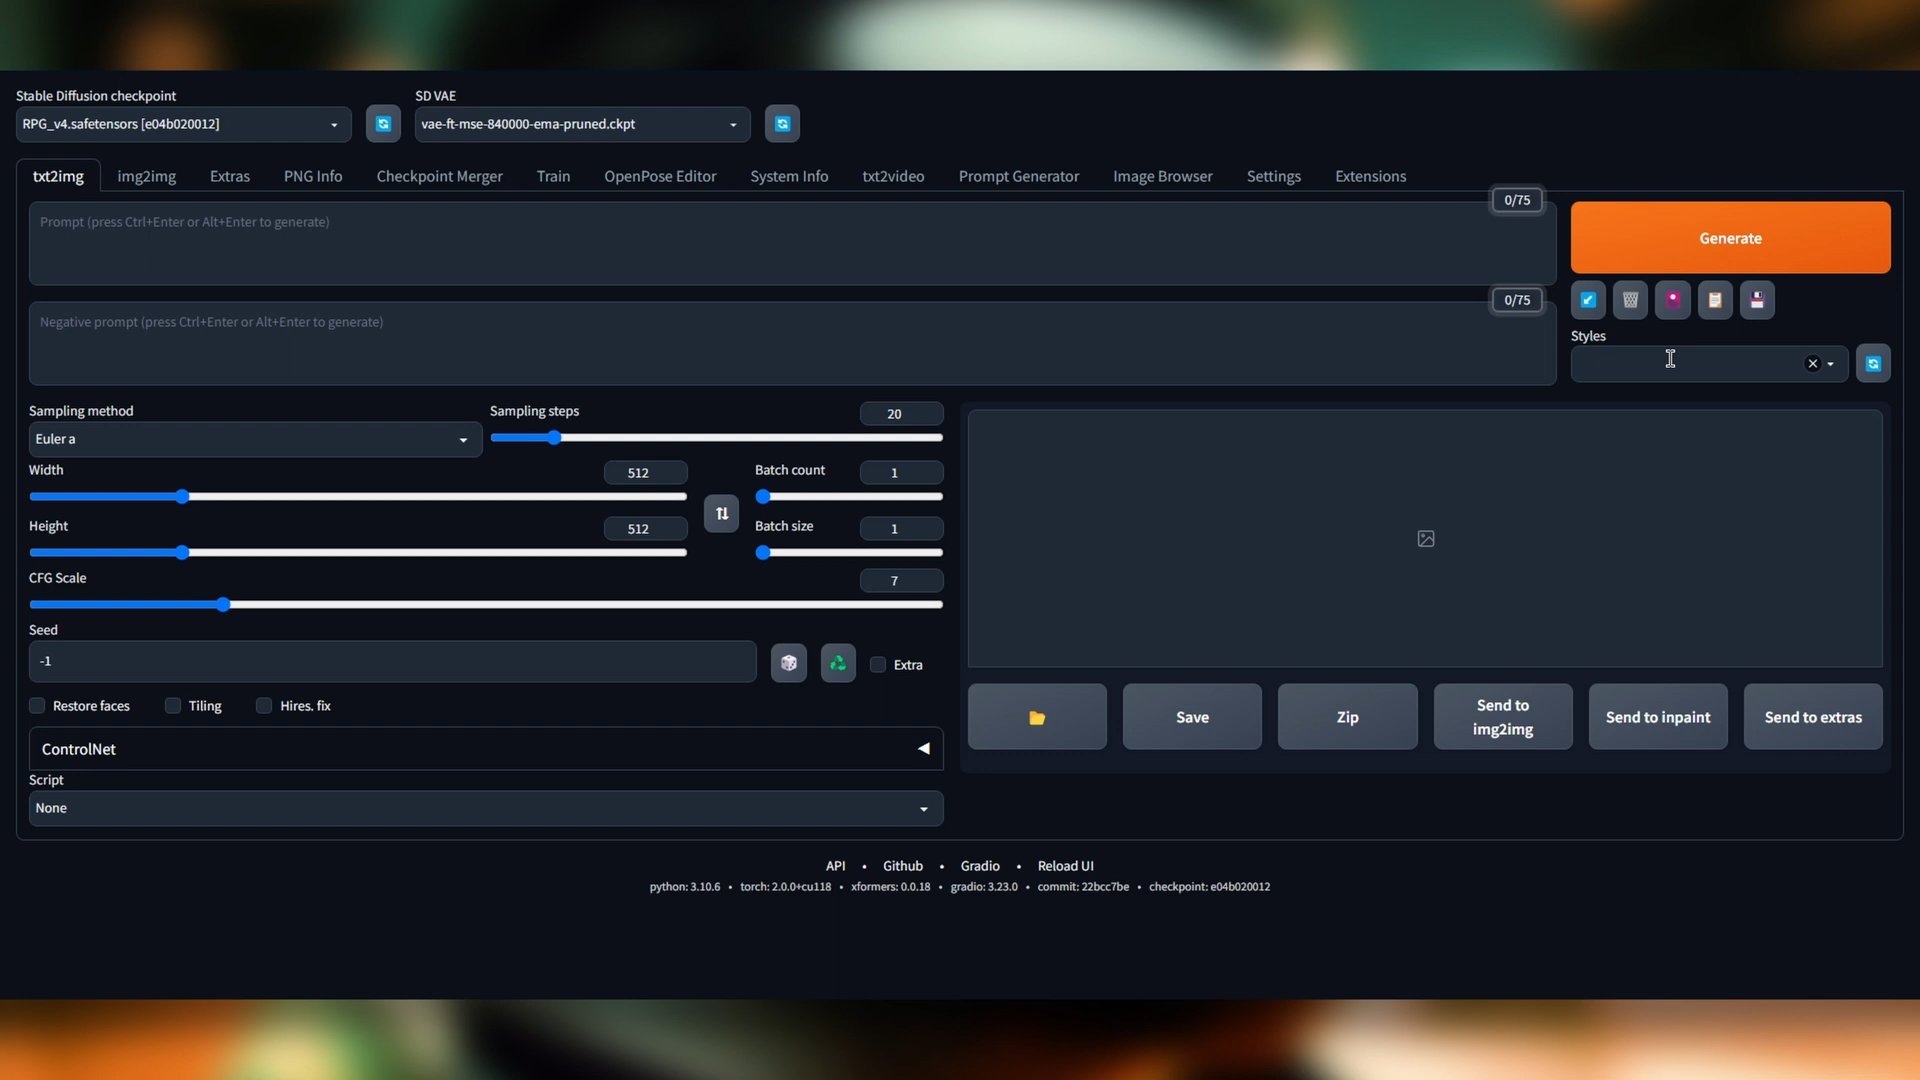 Stable Diffusion checkpoint
SD VAE
RPG_v4.safetensors [e04b020012]
vae-ft-mse-840000-ema-pruned.ckpt
txt2img
img2img
Extras
PNG Info
Checkpoint Merger
Train
OpenPose Editor
System Info
txt2video
Prompt Generator
Image Browser
Settings
Extensions
0/75
Prompt (press Ctrl+Enter or Alt+Enter to generate)
Generate
0/75
Negative prompt (press Ctrl+Enter or Alt+Enter to generate)
Styles
Sampling method
Sampling steps
20
Euler a
Width
512
Batch count
1
Height
512
Batch size
1
CFG Scale
7
Seed
-1
Extra
Restore faces
Tiling
Hires. fix
Save
Zip
Send to
img2img
Send to inpaint
Send to extras
ControlNet
Script
None
API • Github • Gradio • Reload UI
python: 3.10.6 • torch: 2.0.0+cu118 • xformers: 0.0.18 • gradio: 3.23.0 • commit: 22bcc7be • checkpoint: e04b020012